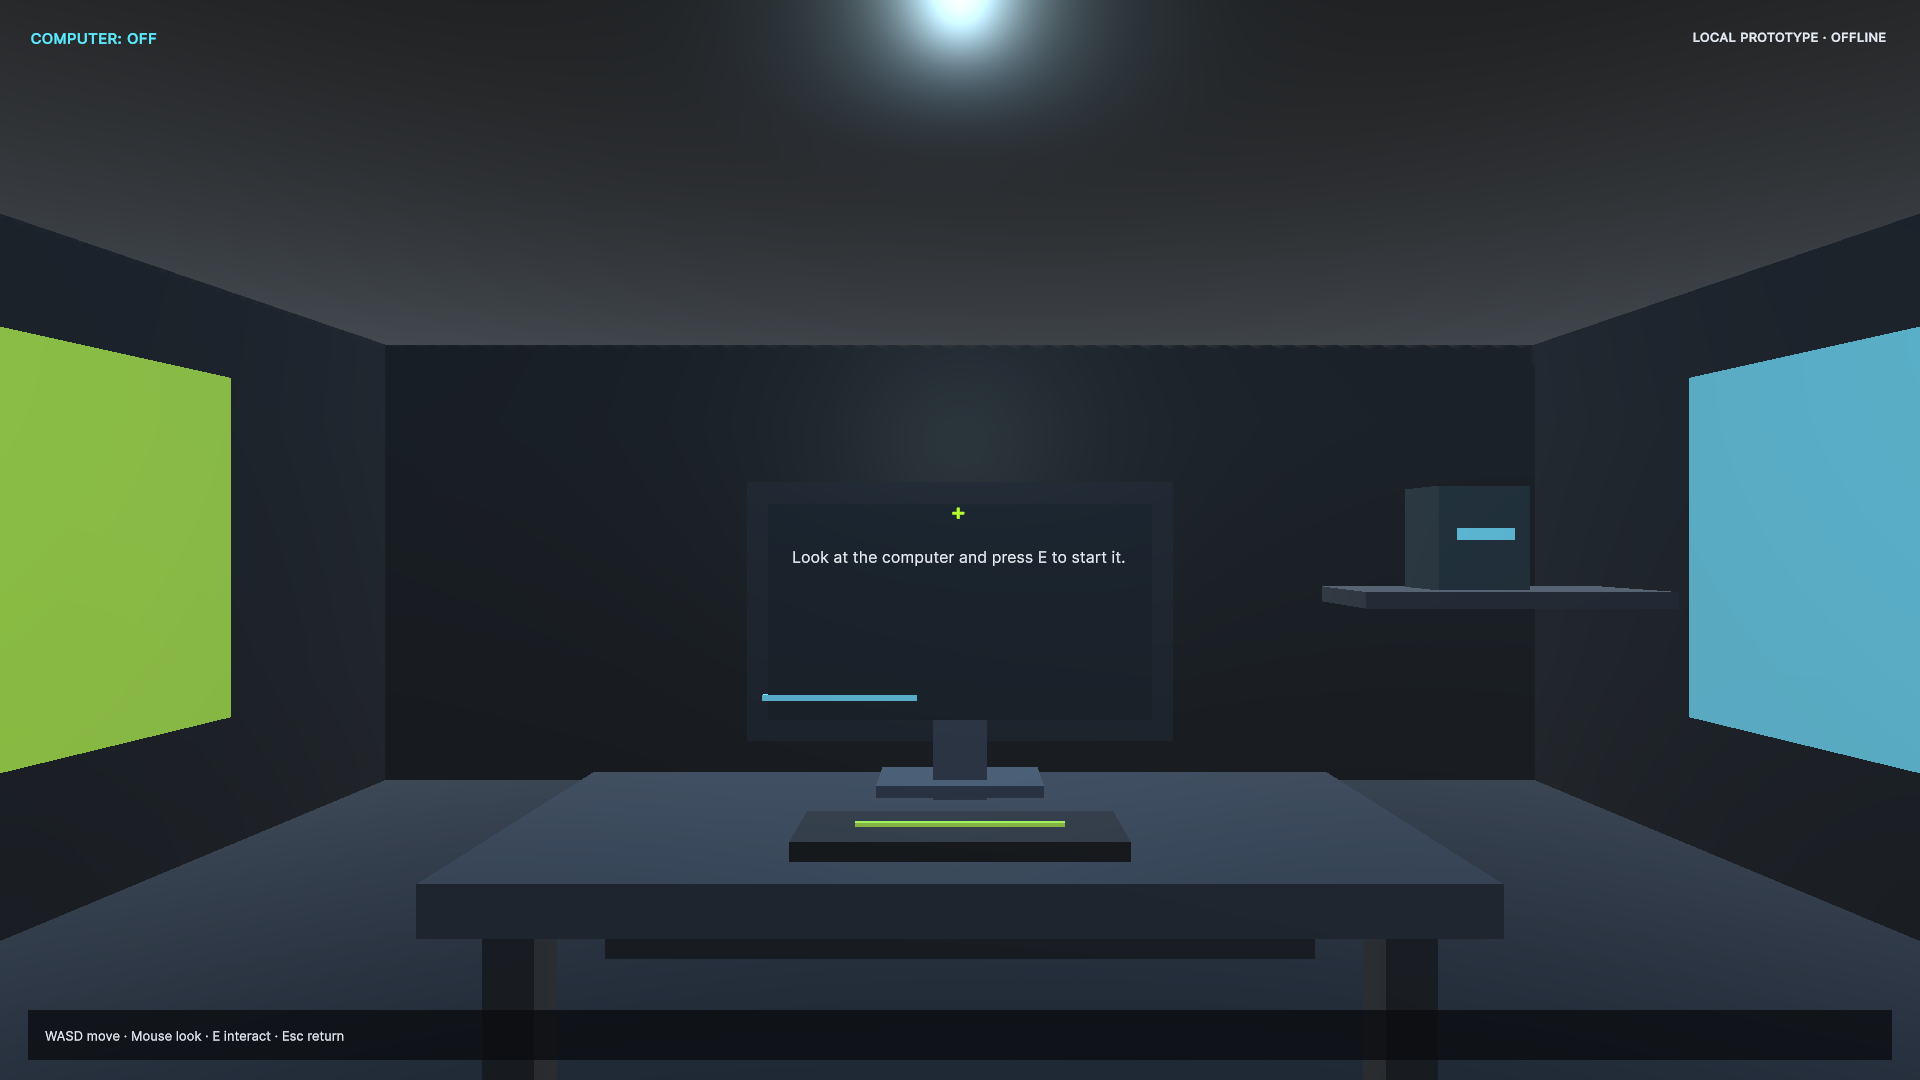 COMPUTER: OFF
LOCAL PROTOTYPE · OFFLINE
Look at the computer and press E to start it.
WASD move · Mouse look · E interact · Esc return